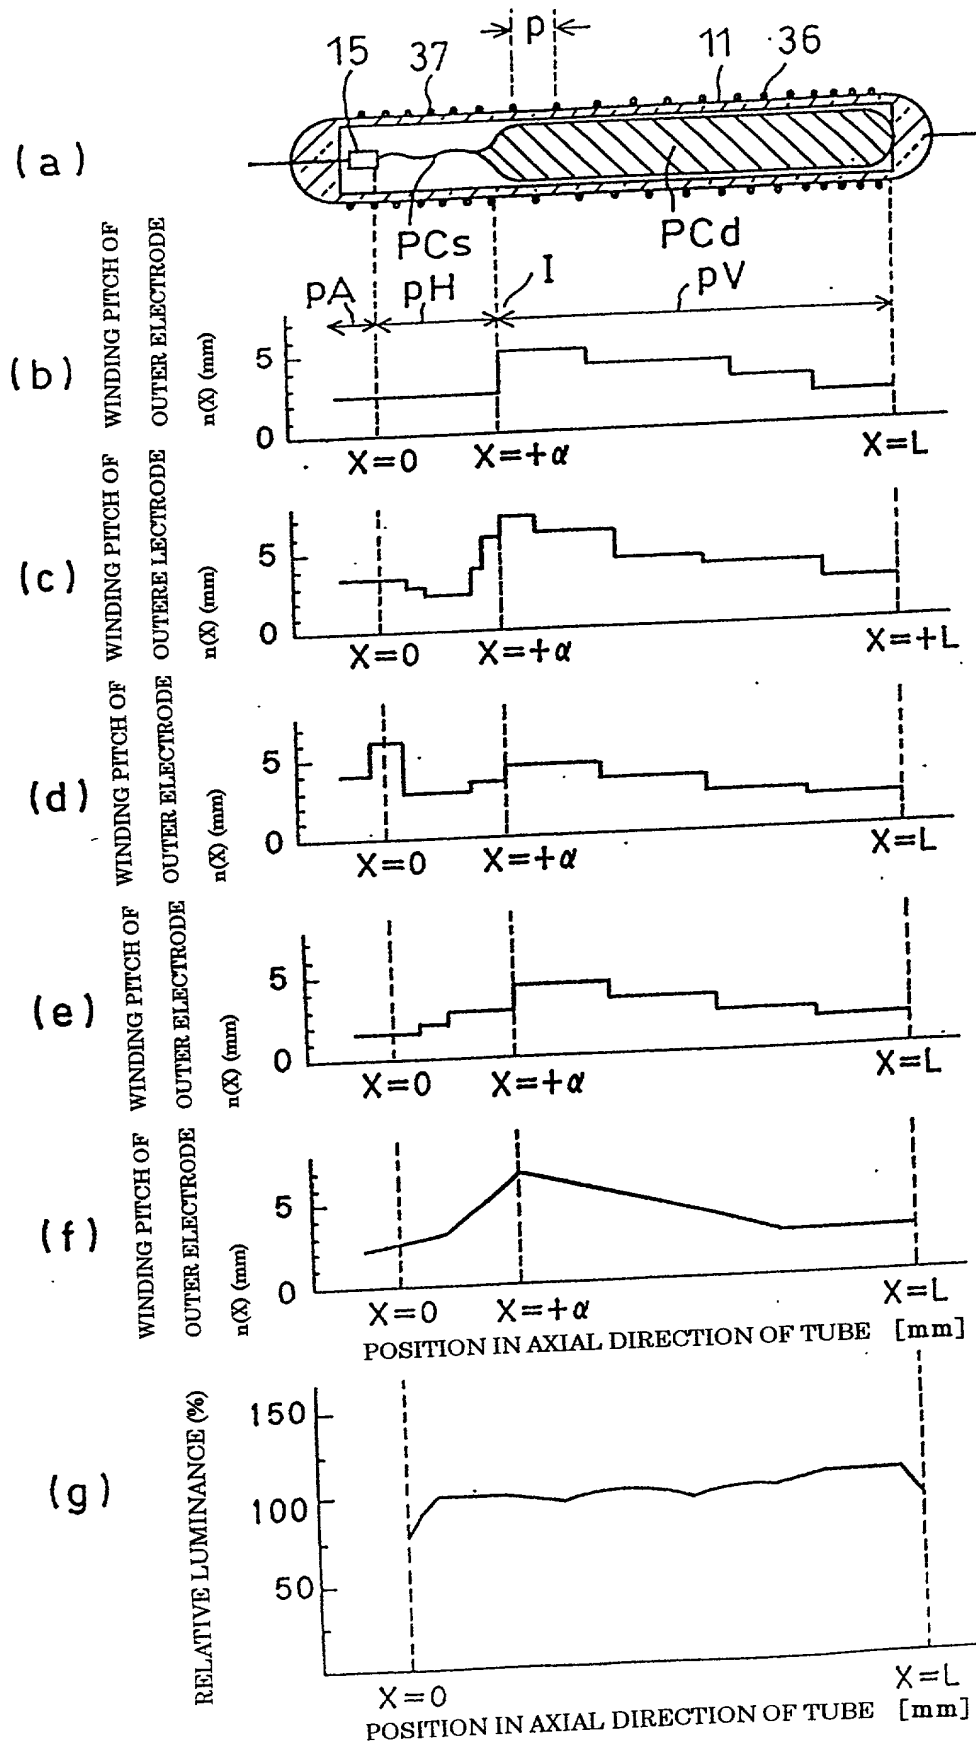 p
15 37 11 36
(a)
PCs PCd
I
pA pH pV
(b)
WINDING PITCH OF
OUTER ELECTRODE
n(X) (mm)
5
0
X=0 X=+α X=L
(c)
WINDING PITCH OF
OUTERE LECTRODE
n(X) (mm)
5
0
X=0 X=+α X=+L
(d)
WINDING PITCH OF
OUTER ELECTRODE
n(X) (mm)
5
0
X=0 X=+α X=L
(e)
WINDING PITCH OF
OUTER ELECTRODE
n(X) (mm)
5
0
X=0 X=+α X=L
(f)
WINDING PITCH OF
OUTER ELECTRODE
n(X) (mm)
5
0
X=0 X=+α X=L
POSITION IN AXIAL DIRECTION OF TUBE [mm]
(g)
RELATIVE LUMINANCE (%)
150
100
50
X=0 X=L
POSITION IN AXIAL DIRECTION OF TUBE [mm]